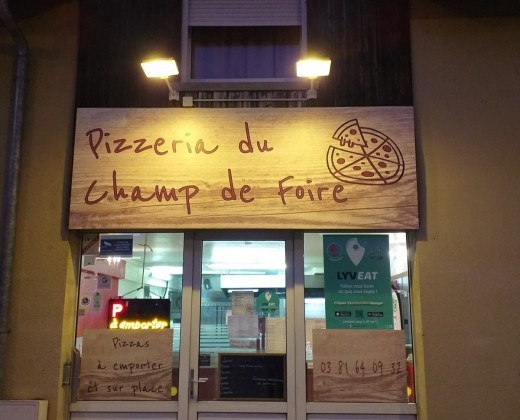 Pizzeria du
Champ de Foire
LYVEAT
P
à emporter
Pizzas
à emporter
et sur place
03 81 64 09 32